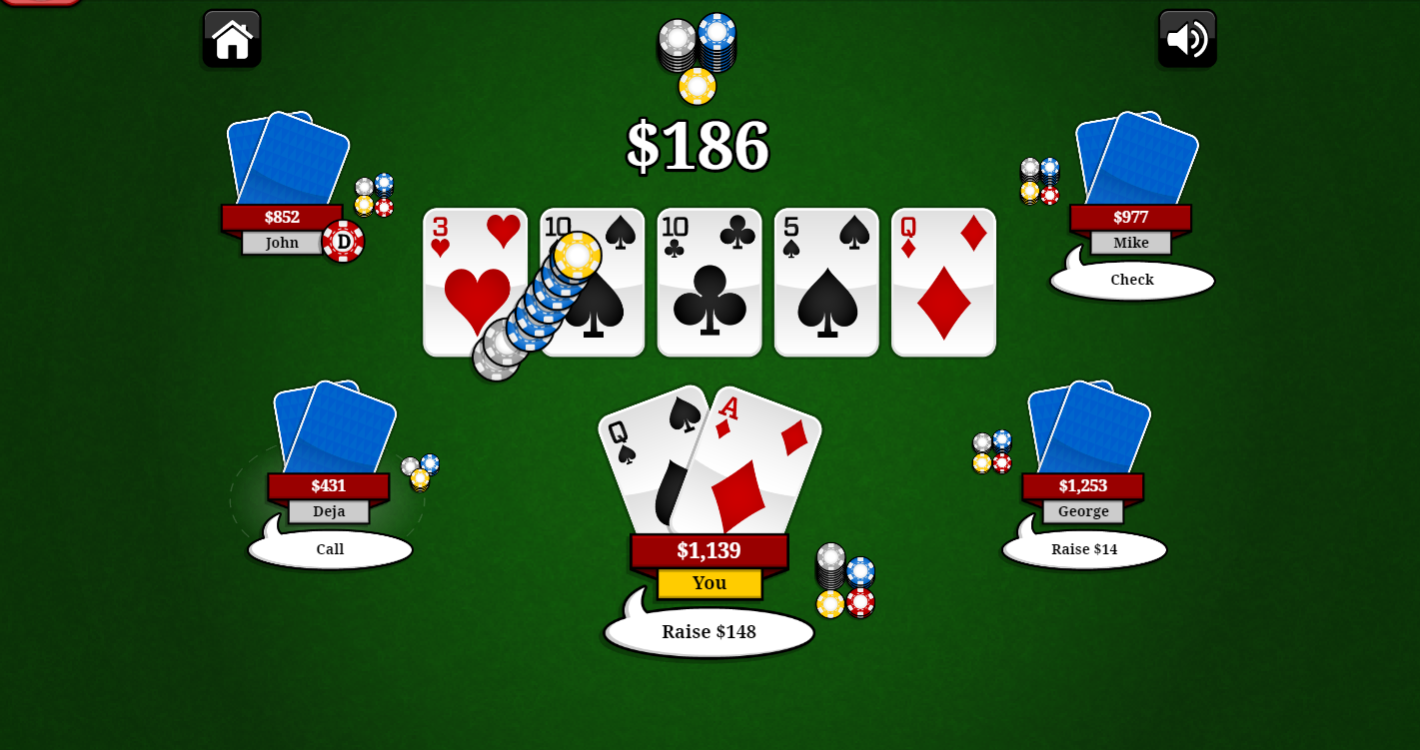 $186
$852
John
D
$977
Mike
Check
3
10
10
5
Q
Q
A
$431
Deja
Call
$1,139
You
Raise $148
$1,253
George
Raise $14